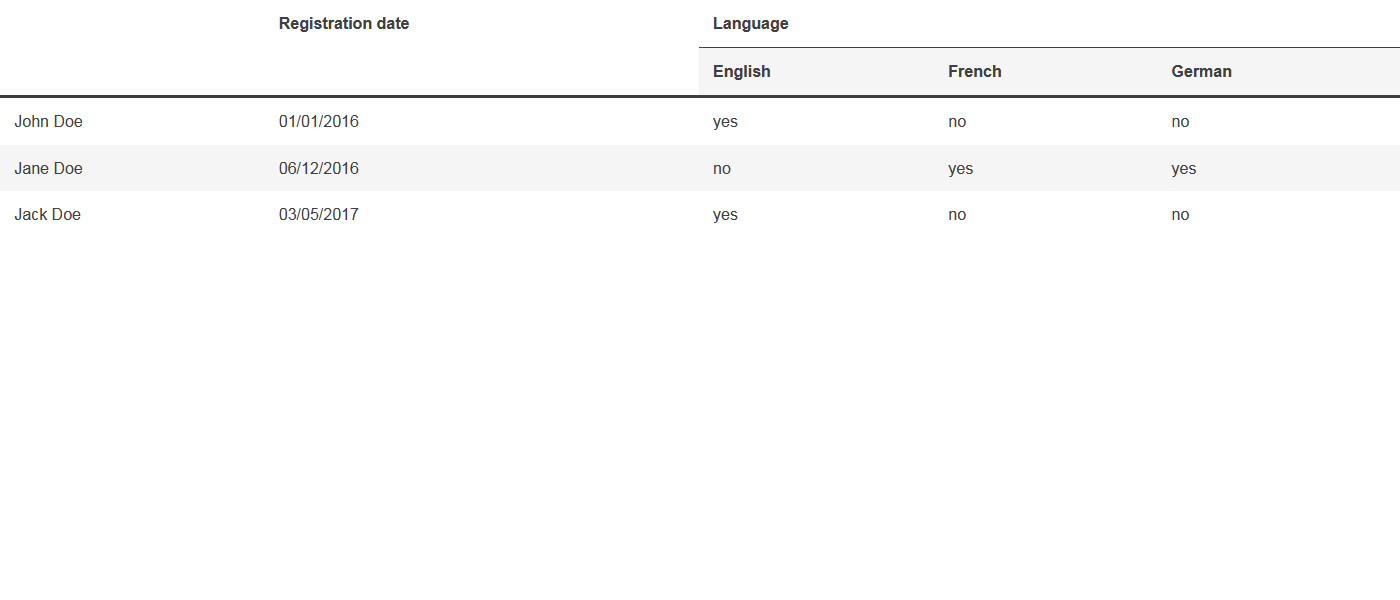 Registration date Language
English French German
John Doe 01/01/2016 yes no no
Jane Doe 06/12/2016 no yes yes
Jack Doe 03/05/2017 yes no no